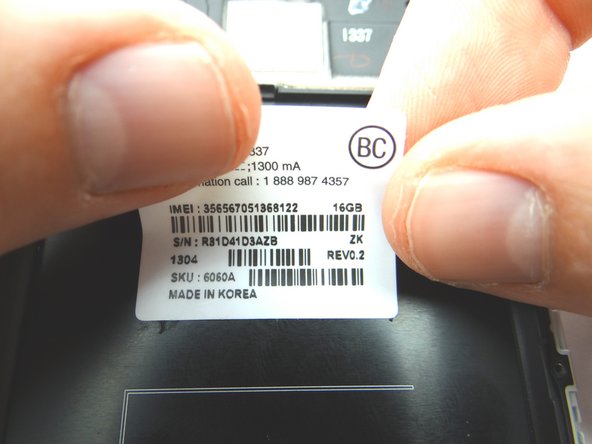 I337
337
BC
;1300 mA
call : 1 888 987 4357
IMEI : 356567051368122 16GB
S/N : R31D41D3AZB ZK
1304 REV0.2
SKU : 6060A
MADE IN KOREA